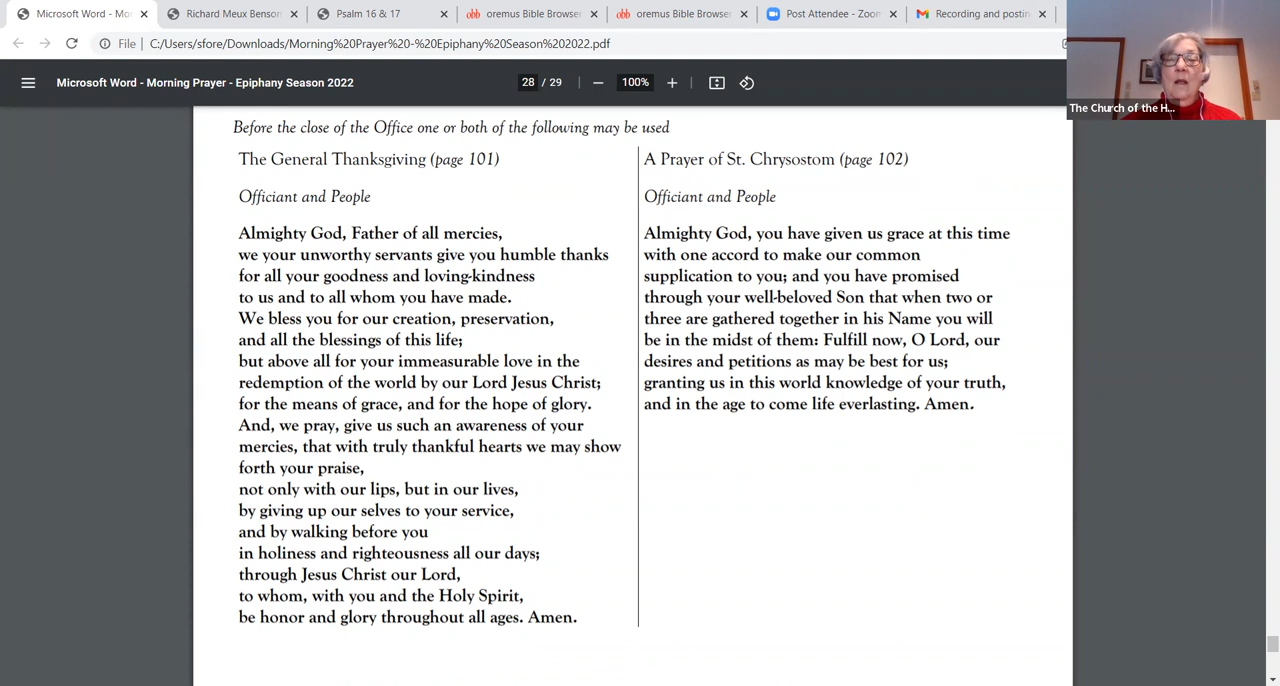 Microsoft Word - Mo
Richard Meux Benson
Psalm 16 & 17
oremus Bible Browser
oremus Bible Browser
Post Attendee - Zoom
Recording and postin
File
C:/Users/sfore/Downloads/Morning%20Prayer%20-%20Epiphany%20Season%202022.pdf
Microsoft Word - Morning Prayer - Epiphany Season 2022
28 / 29
100%
The Church of the H...
Before the close of the Office one or both of the following may be used
The General Thanksgiving (page 101)
Officiant and People
Almighty God, Father of all mercies,
we your unworthy servants give you humble thanks
for all your goodness and loving-kindness
to us and to all whom you have made.
We bless you for our creation, preservation,
and all the blessings of this life;
but above all for your immeasurable love in the
redemption of the world by our Lord Jesus Christ;
for the means of grace, and for the hope of glory.
And, we pray, give us such an awareness of your
mercies, that with truly thankful hearts we may show
forth your praise,
not only with our lips, but in our lives,
by giving up our selves to your service,
and by walking before you
in holiness and righteousness all our days;
through Jesus Christ our Lord,
to whom, with you and the Holy Spirit,
be honor and glory throughout all ages. Amen.
A Prayer of St. Chrysostom (page 102)
Officiant and People
Almighty God, you have given us grace at this time
with one accord to make our common
supplication to you; and you have promised
through your well-beloved Son that when two or
three are gathered together in his Name you will
be in the midst of them: Fulfill now, O Lord, our
desires and petitions as may be best for us;
granting us in this world knowledge of your truth,
and in the age to come life everlasting. Amen.